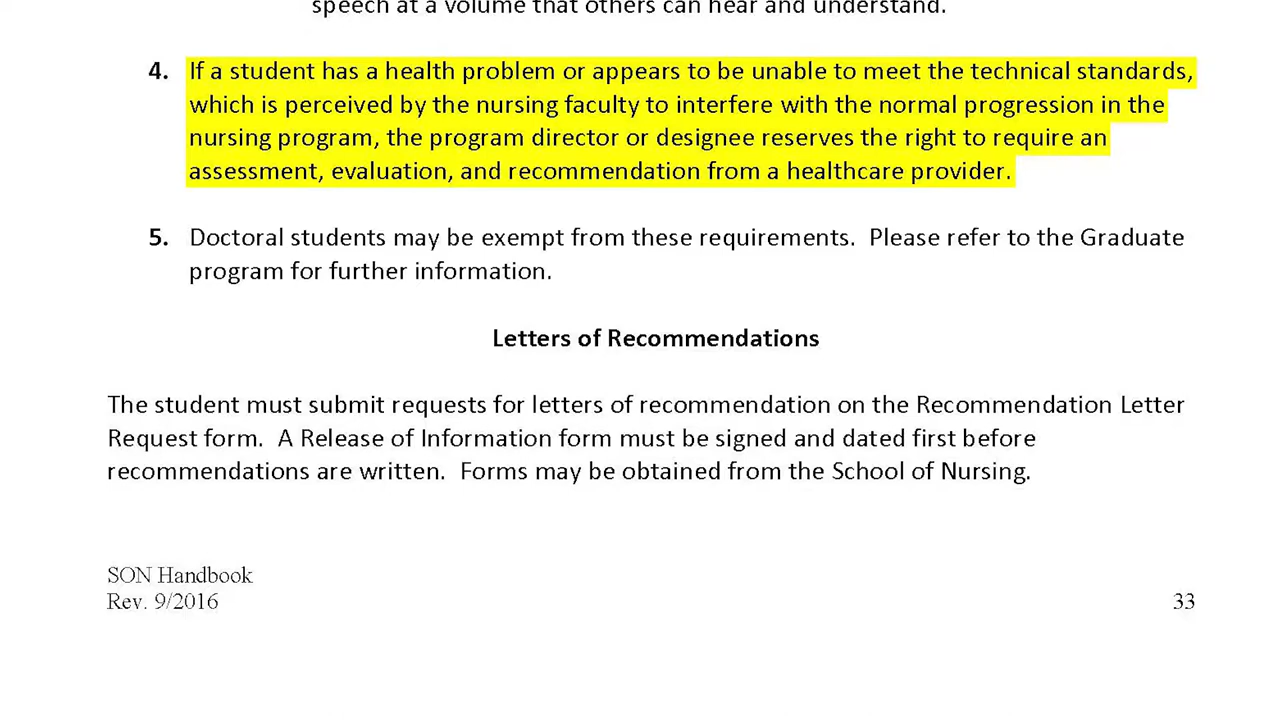 speech at a volume that others can hear and understand.
4. If a student has a health problem or appears to be unable to meet the technical standards,
which is perceived by the nursing faculty to interfere with the normal progression in the
nursing program, the program director or designee reserves the right to require an
assessment, evaluation, and recommendation from a healthcare provider.
5. Doctoral students may be exempt from these requirements.  Please refer to the Graduate
program for further information.
Letters of Recommendations
The student must submit requests for letters of recommendation on the Recommendation Letter
Request form.  A Release of Information form must be signed and dated first before
recommendations are written.  Forms may be obtained from the School of Nursing.
SON Handbook
Rev. 9/2016 33